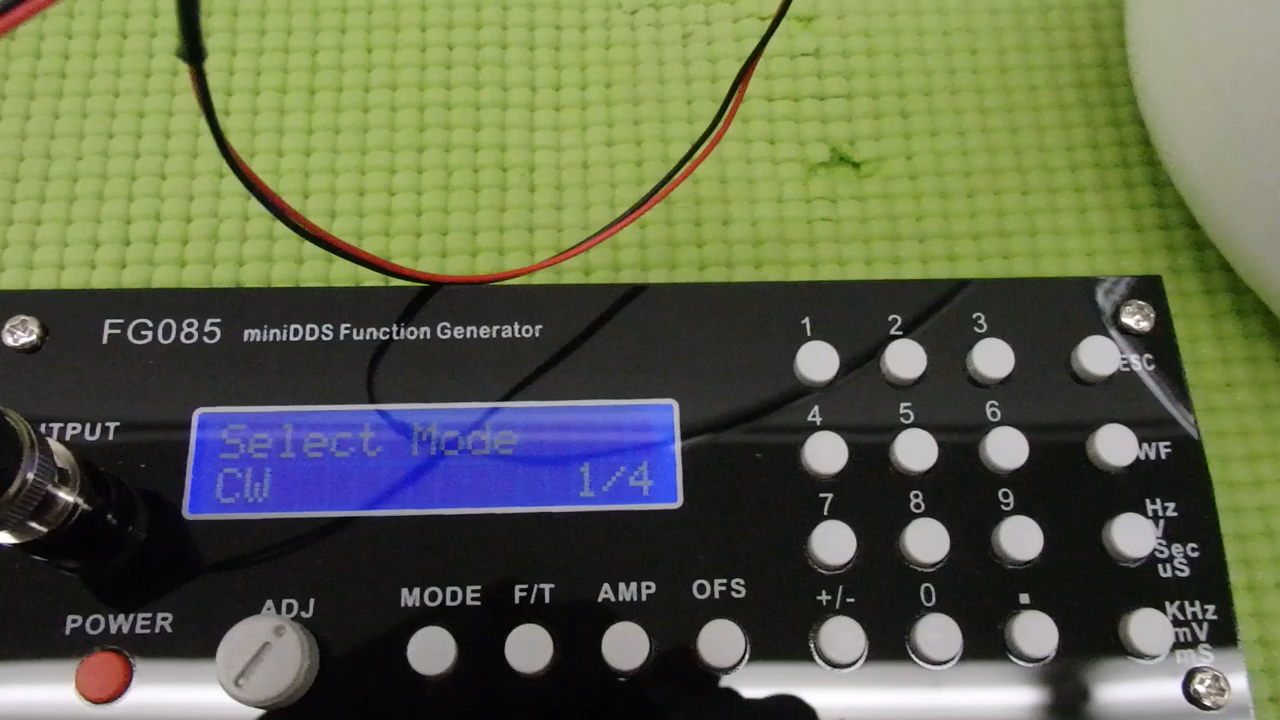 FG085 miniDDS Function Generator
1 2 3
ESC
UTPUT
Select Mode
CW 1/4
4 5 6
WF
7 8 9
Hz
V
Sec
uS
POWER
ADJ
MODE F/T AMP OFS
+/- 0 .
KHz
mV
mS